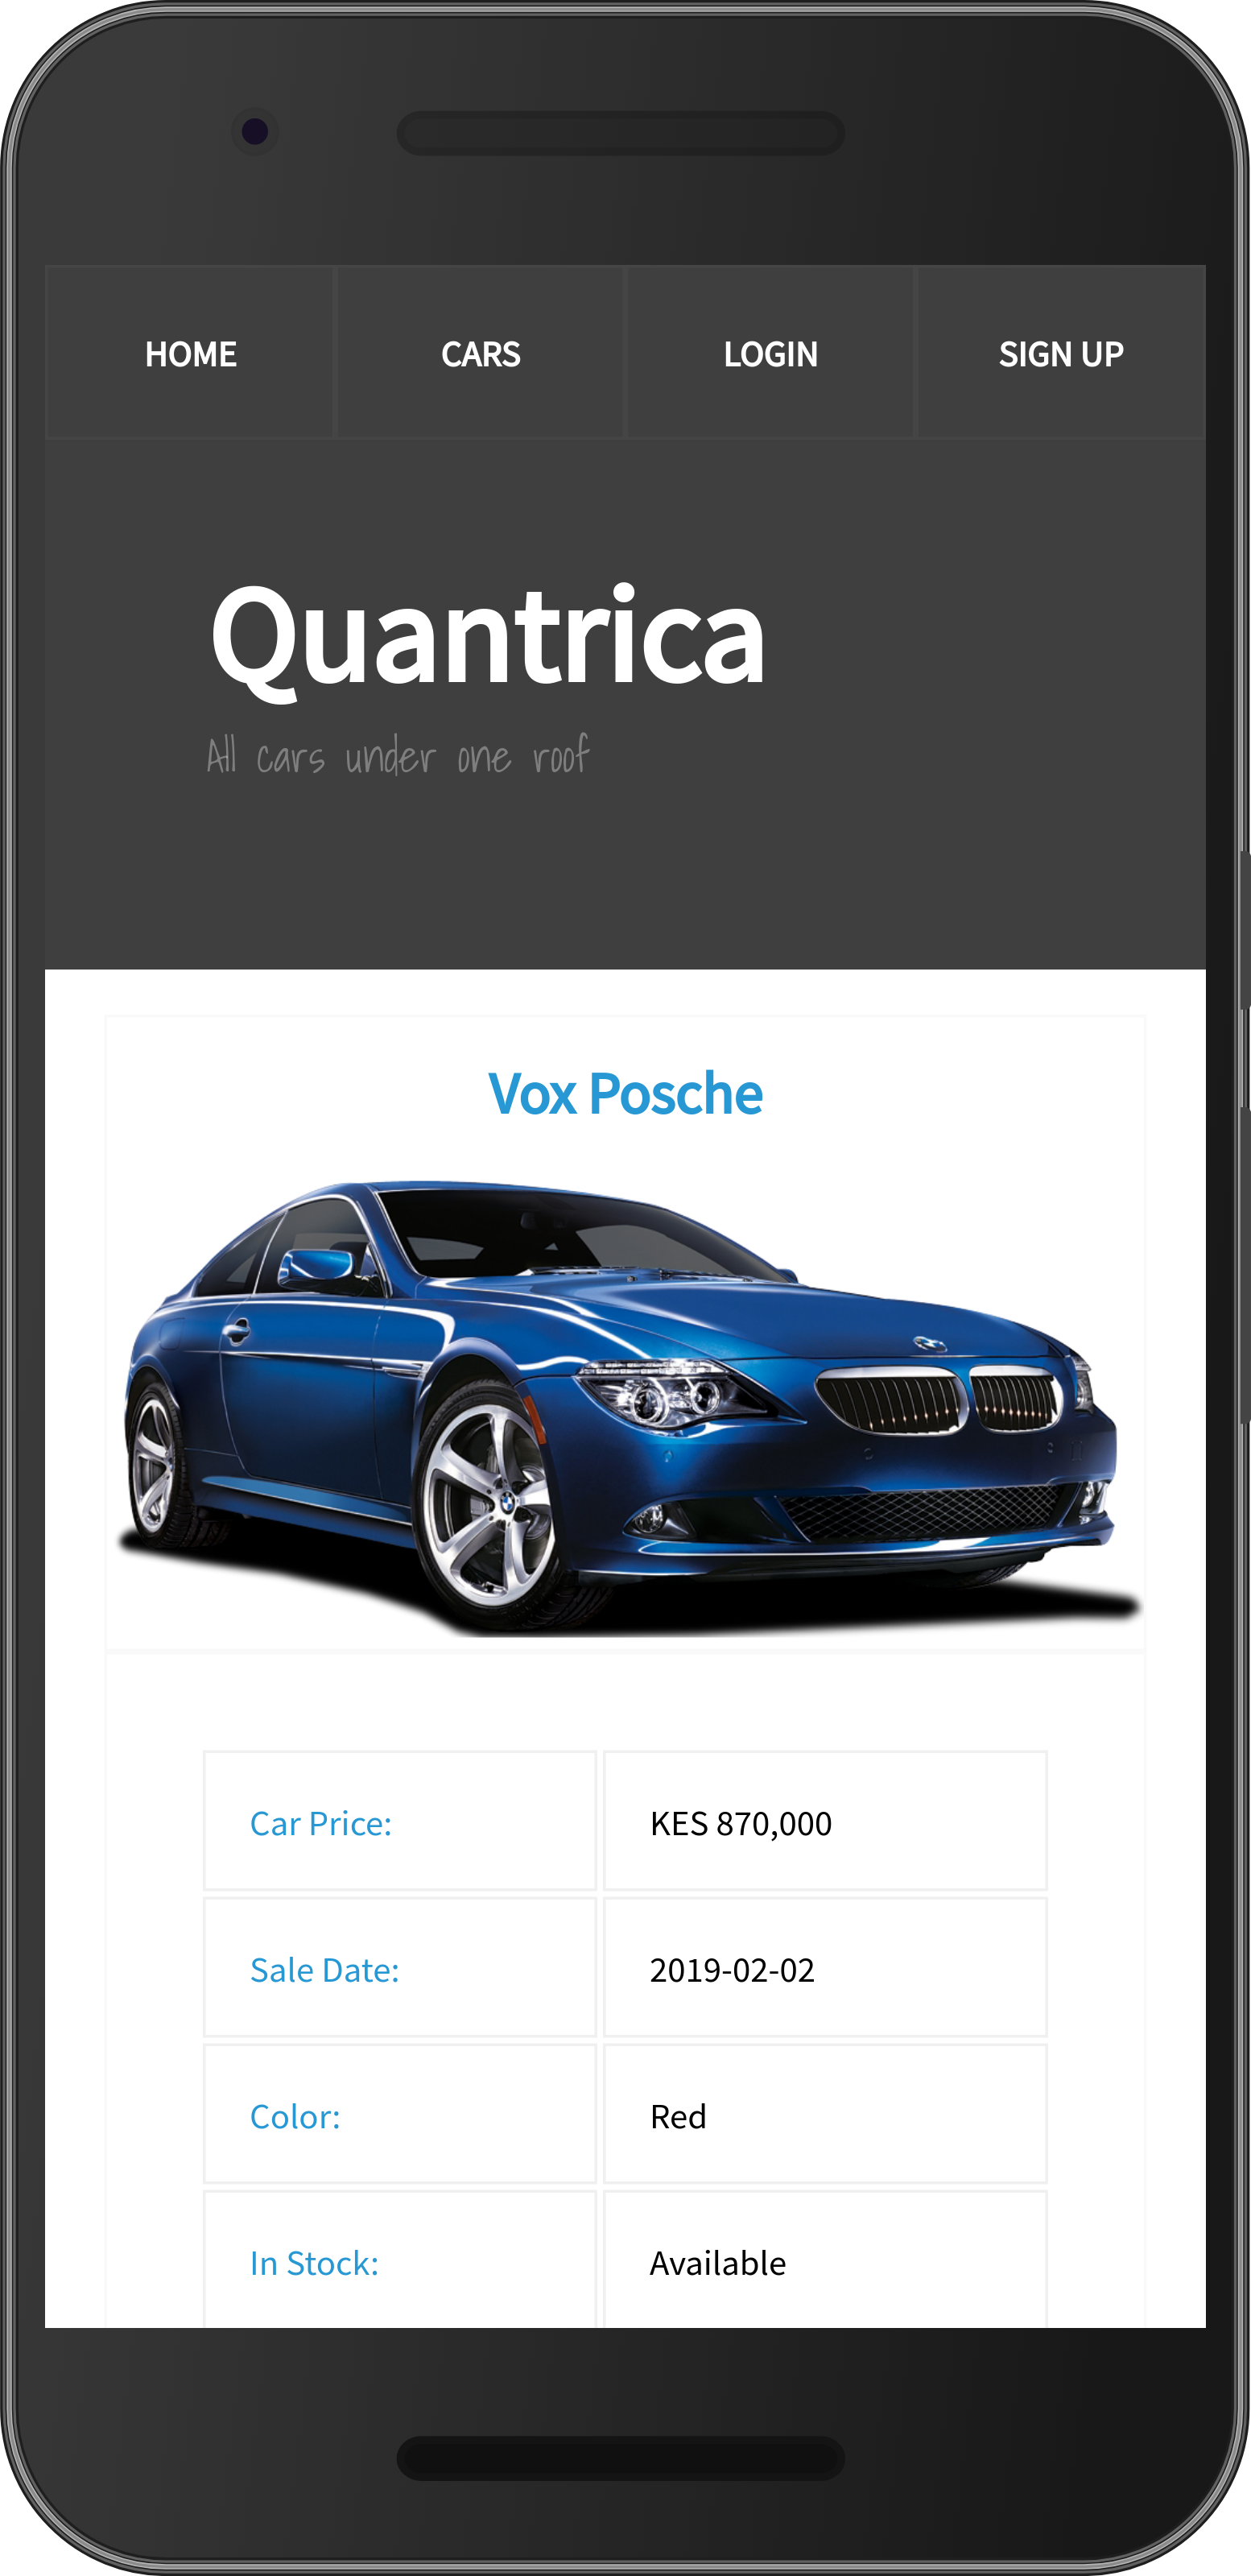 HOME CARS LOGIN SIGN UP
Quantrica
All cars under one roof
Vox Posche
Car Price: KES 870,000
Sale Date: 2019-02-02
Color: Red
In Stock: Available